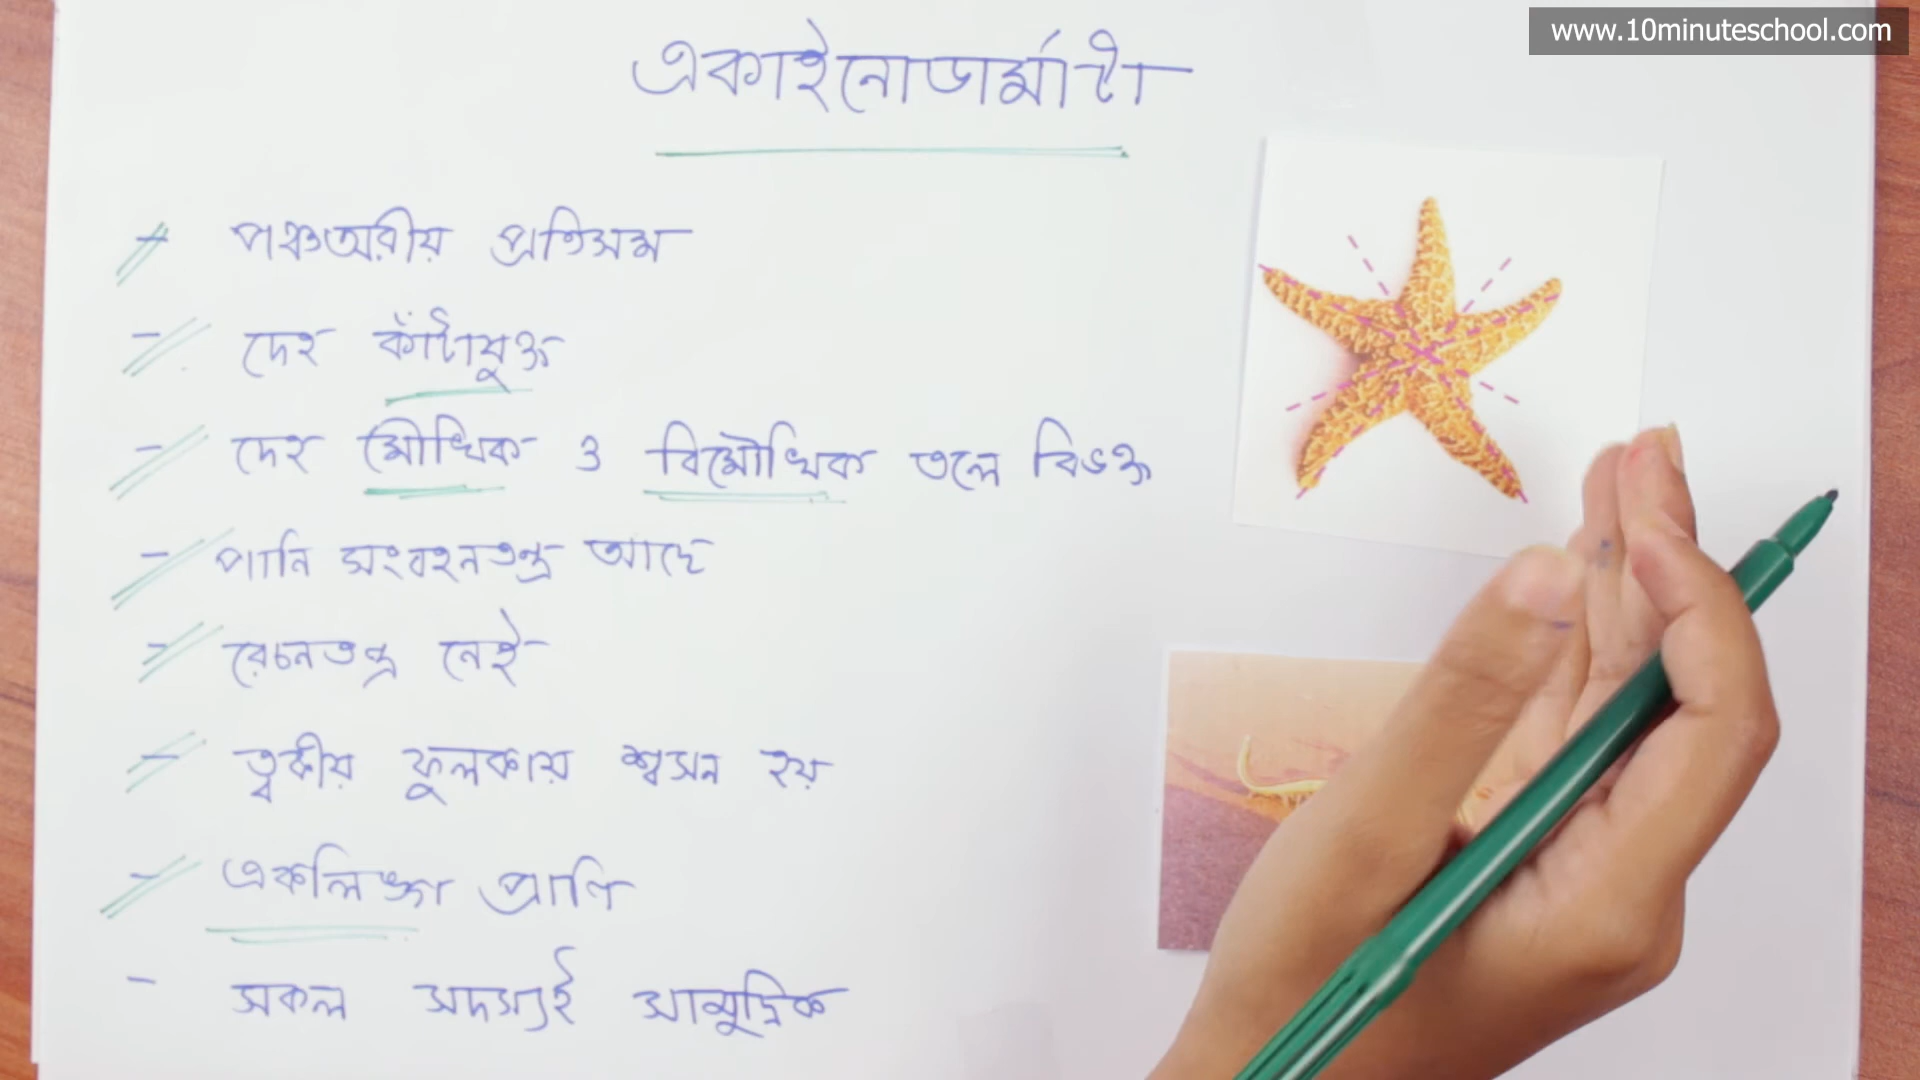 www.10minuteschool.com
একাইনোডার্মাটা
- পঞ্চঅরীয় প্রতিসম
- দেহ কাঁটাযুক্ত
- দেহ মৌখিক ও বিমৌখিক তলে বিভক্ত
- পানি সংবহনতন্ত্র আছে
- রেচনতন্ত্র নেই
- ত্বকীয় ফুলকায় শ্বসন হয়
- একলিঙ্গ প্রাণি
- সকল সদস্যই সামুদ্রিক